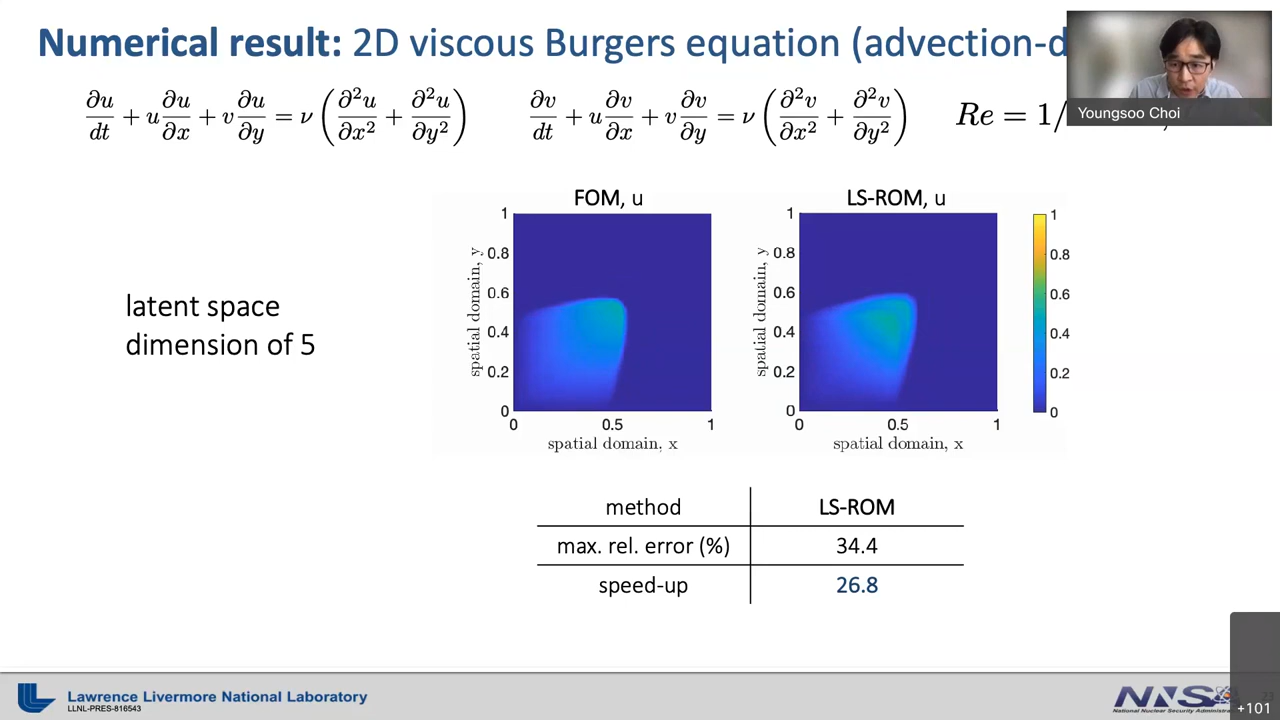 Numerical result: 2D viscous Burgers equation (advection-d
∂u/dt + u ∂u/∂x + v ∂u/∂y = ν (∂²u/∂x² + ∂²u/∂y²) ∂v/dt + u ∂v/∂x + v ∂v/∂y = ν (∂²v/∂x² + ∂²v/∂y²) Re = 1/
Youngsoo Choi
FOM, u LS-ROM, u
1 0.8 0.6 0.4 0.2 0
spatial domain, y
0 0.5 1
spatial domain, x
1 0.8 0.6 0.4 0.2 0
spatial domain, y
0 0.5 1
spatial domain, x
1 0.8 0.6 0.4 0.2 0
latent space
dimension of 5
method LS-ROM
max. rel. error (%) 34.4
speed-up 26.8
Lawrence Livermore National Laboratory
LLNL-PRES-816543
NNSA
National Nuclear Security
+101